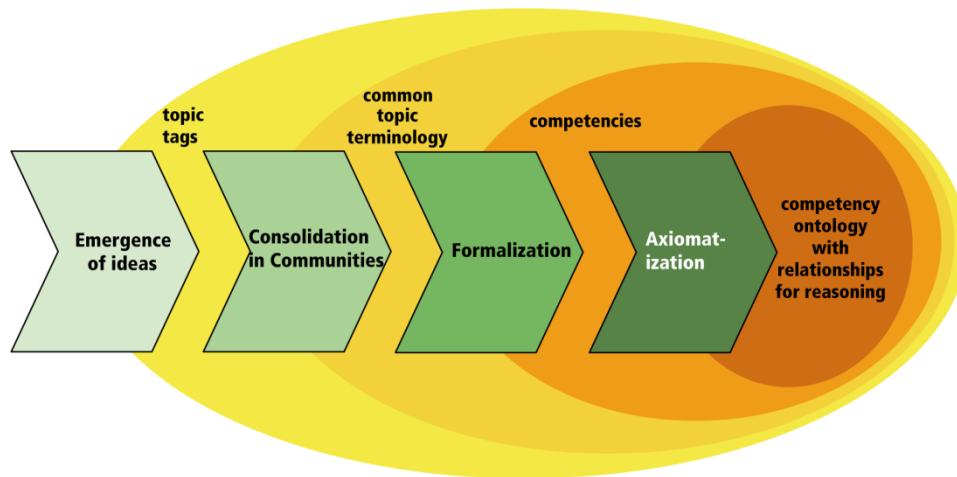 topic
tags
common
topic
terminology
competencies
Emergence
of ideas
Consolidation
in Communities
Formalization
Axiomat-
ization
competency
ontology
with
relationships
for reasoning